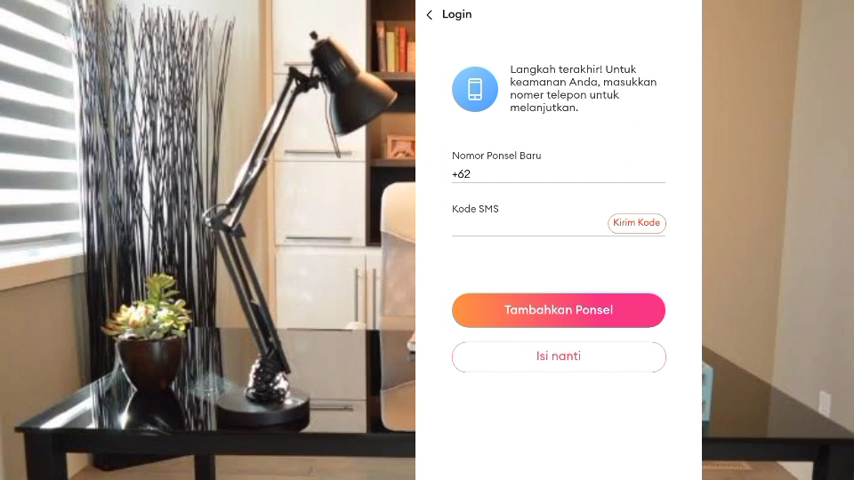 Login
Langkah terakhir! Untuk
keamanan Anda, masukkan
nomer telepon untuk
melanjutkan.
Nomor Ponsel Baru
+62
Kode SMS
Kirim Kode
Tambahkan Ponsel
Isi nanti